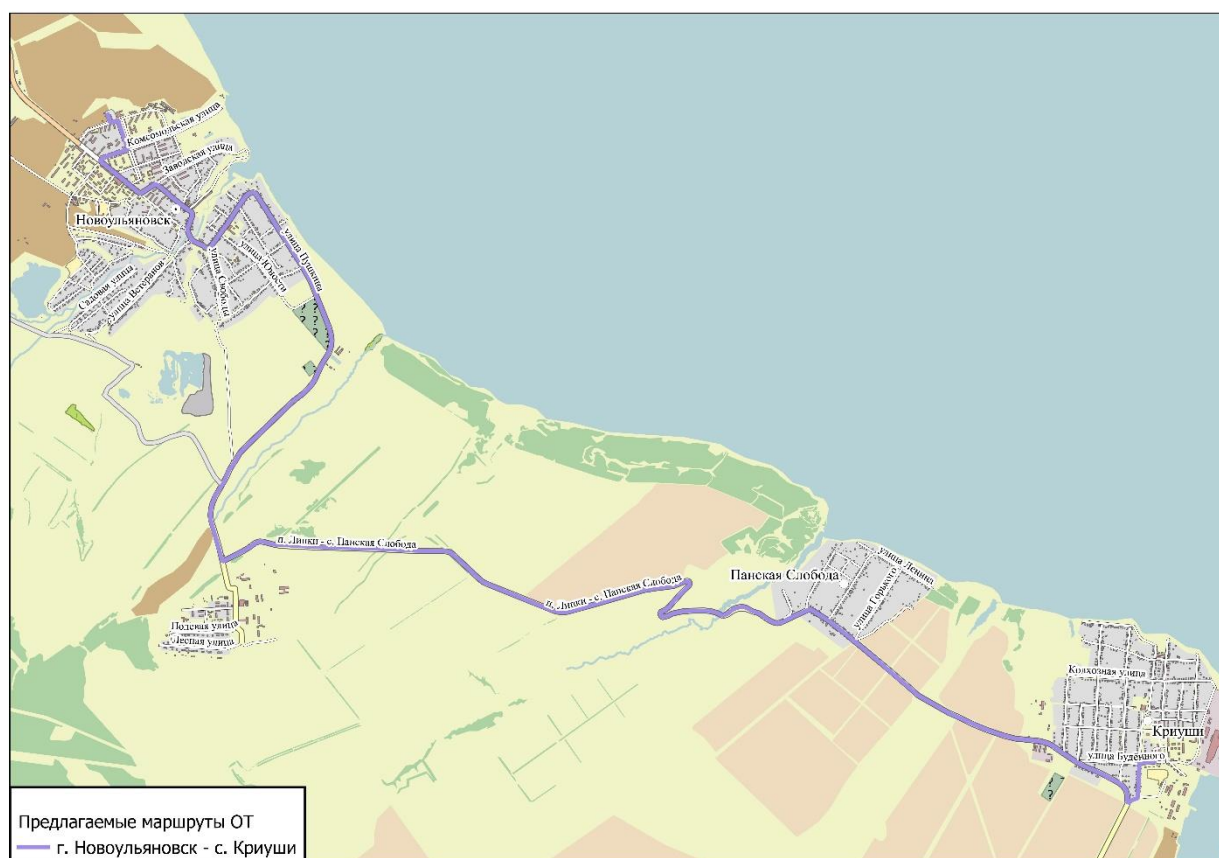 Комсомольская улица
Заводская улица
Новоульяновск
улица Пушкина
улица Юности
улица Свободы
Садовая улица
улица Ветеранов
п. Липки - с. Панская Слобода
п. Липки - с. Панская Слобода
Панская Слобода
улица Ленина
улица Горького
Полевая улица
Лесная улица
Колхозная улица
Криуши
улица Будённого
Предлагаемые маршруты ОТ
г. Новоульяновск - с. Криуши